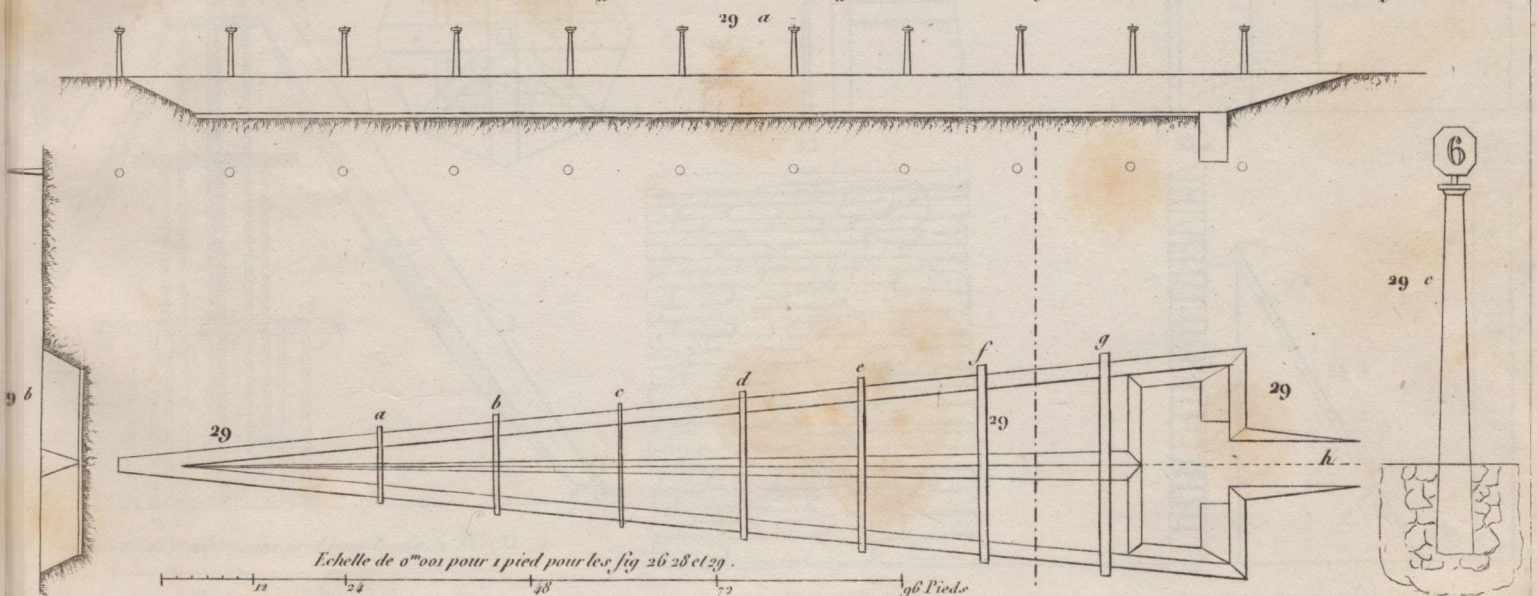 29 a
6
29 c
9 b
29
a
b
c
d
e
f
g
29
29
h
Echelle de 0ᵐ001 pour 1 pied pour les fig 26 28 et 29.
12 24 48 72 96 Pieds